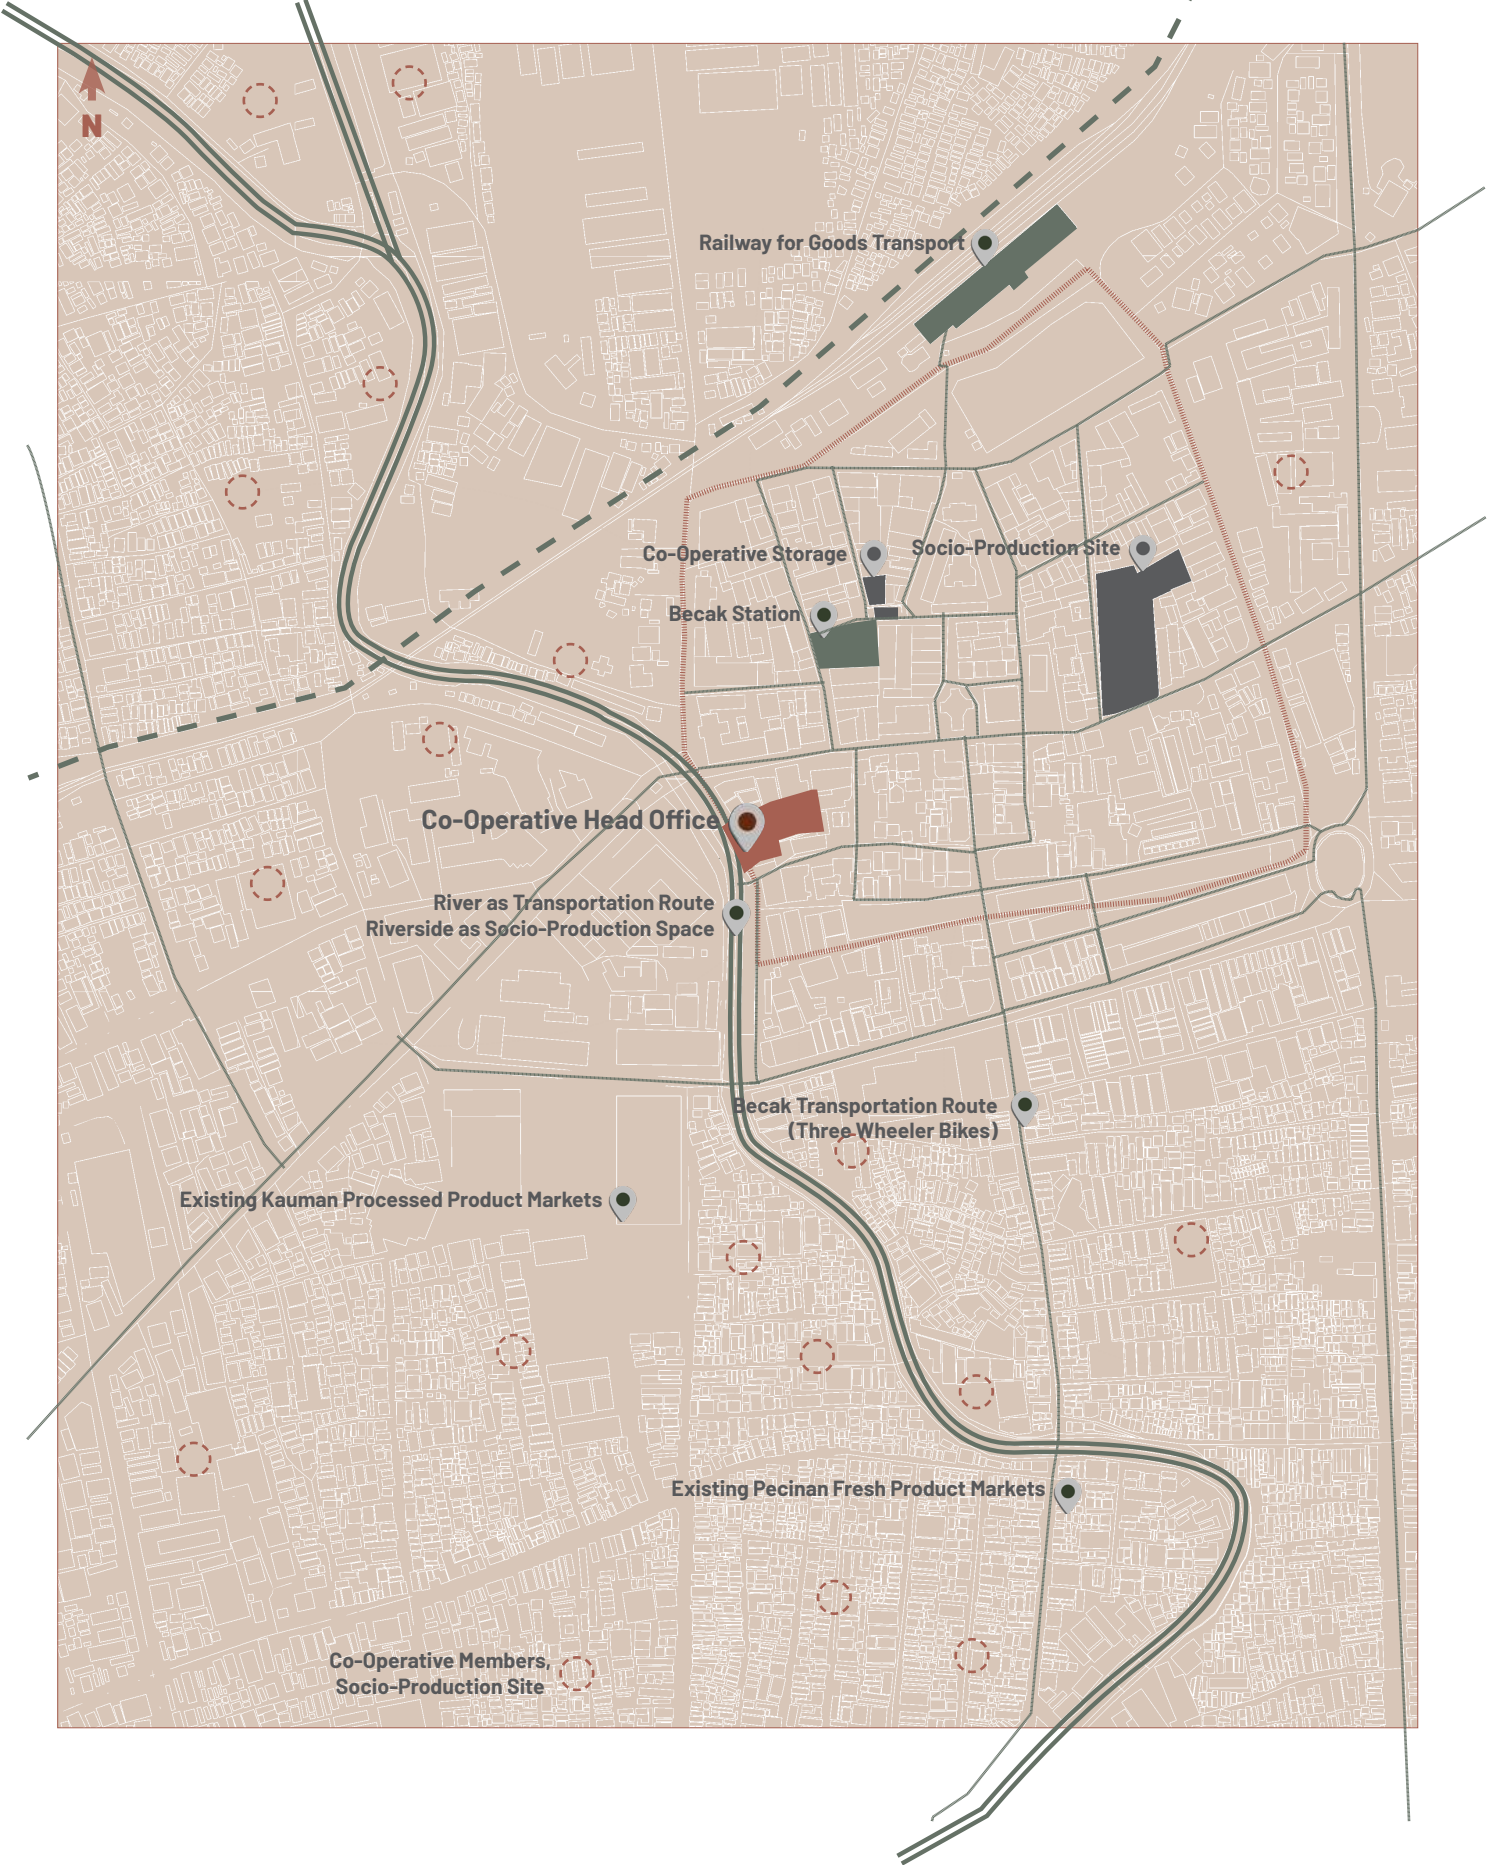 N
Railway for Goods Transport
Co-Operative Storage
Socio-Production Site
Becak Station
Co-Operative Head Office
River as Transportation Route
Riverside as Socio-Production Space
Becak Transportation Route
(Three Wheeler Bikes)
Existing Kauman Processed Product Markets
Existing Pecinan Fresh Product Markets
Co-Operative Members,
Socio-Production Site